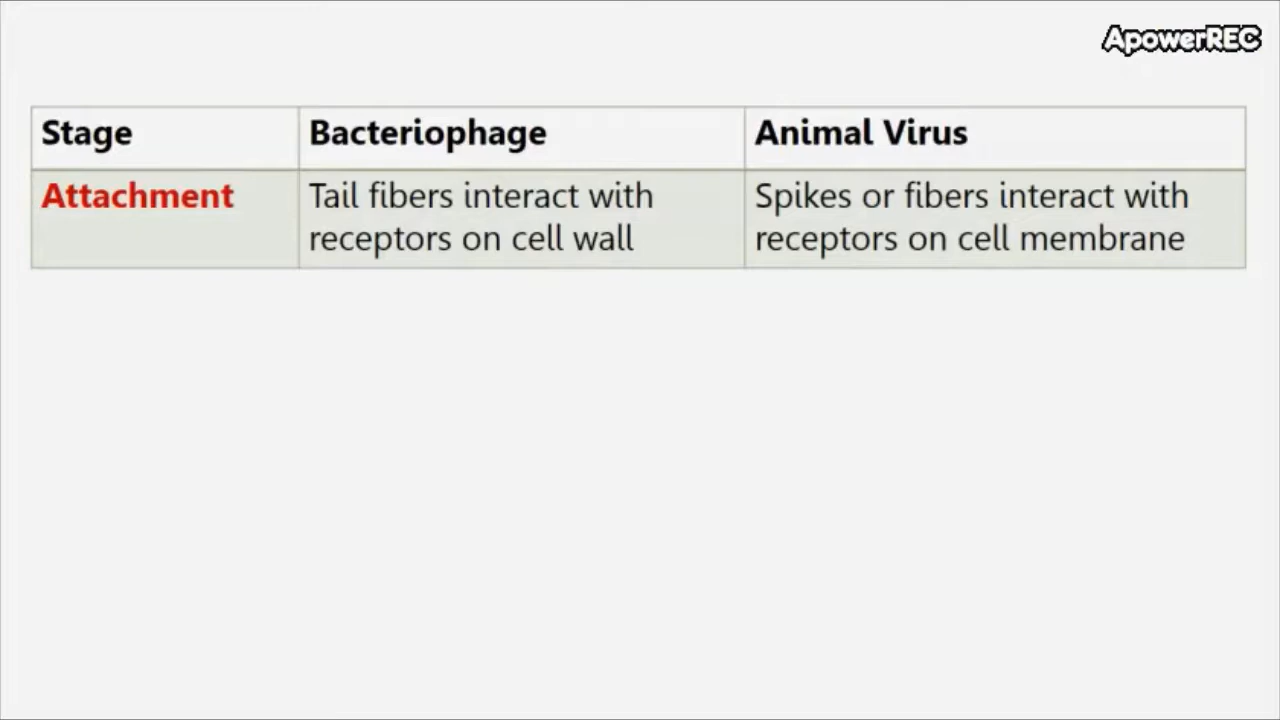 ApowerREC
Stage
Bacteriophage
Animal Virus
Attachment
Tail fibers interact with
receptors on cell wall
Spikes or fibers interact with
receptors on cell membrane